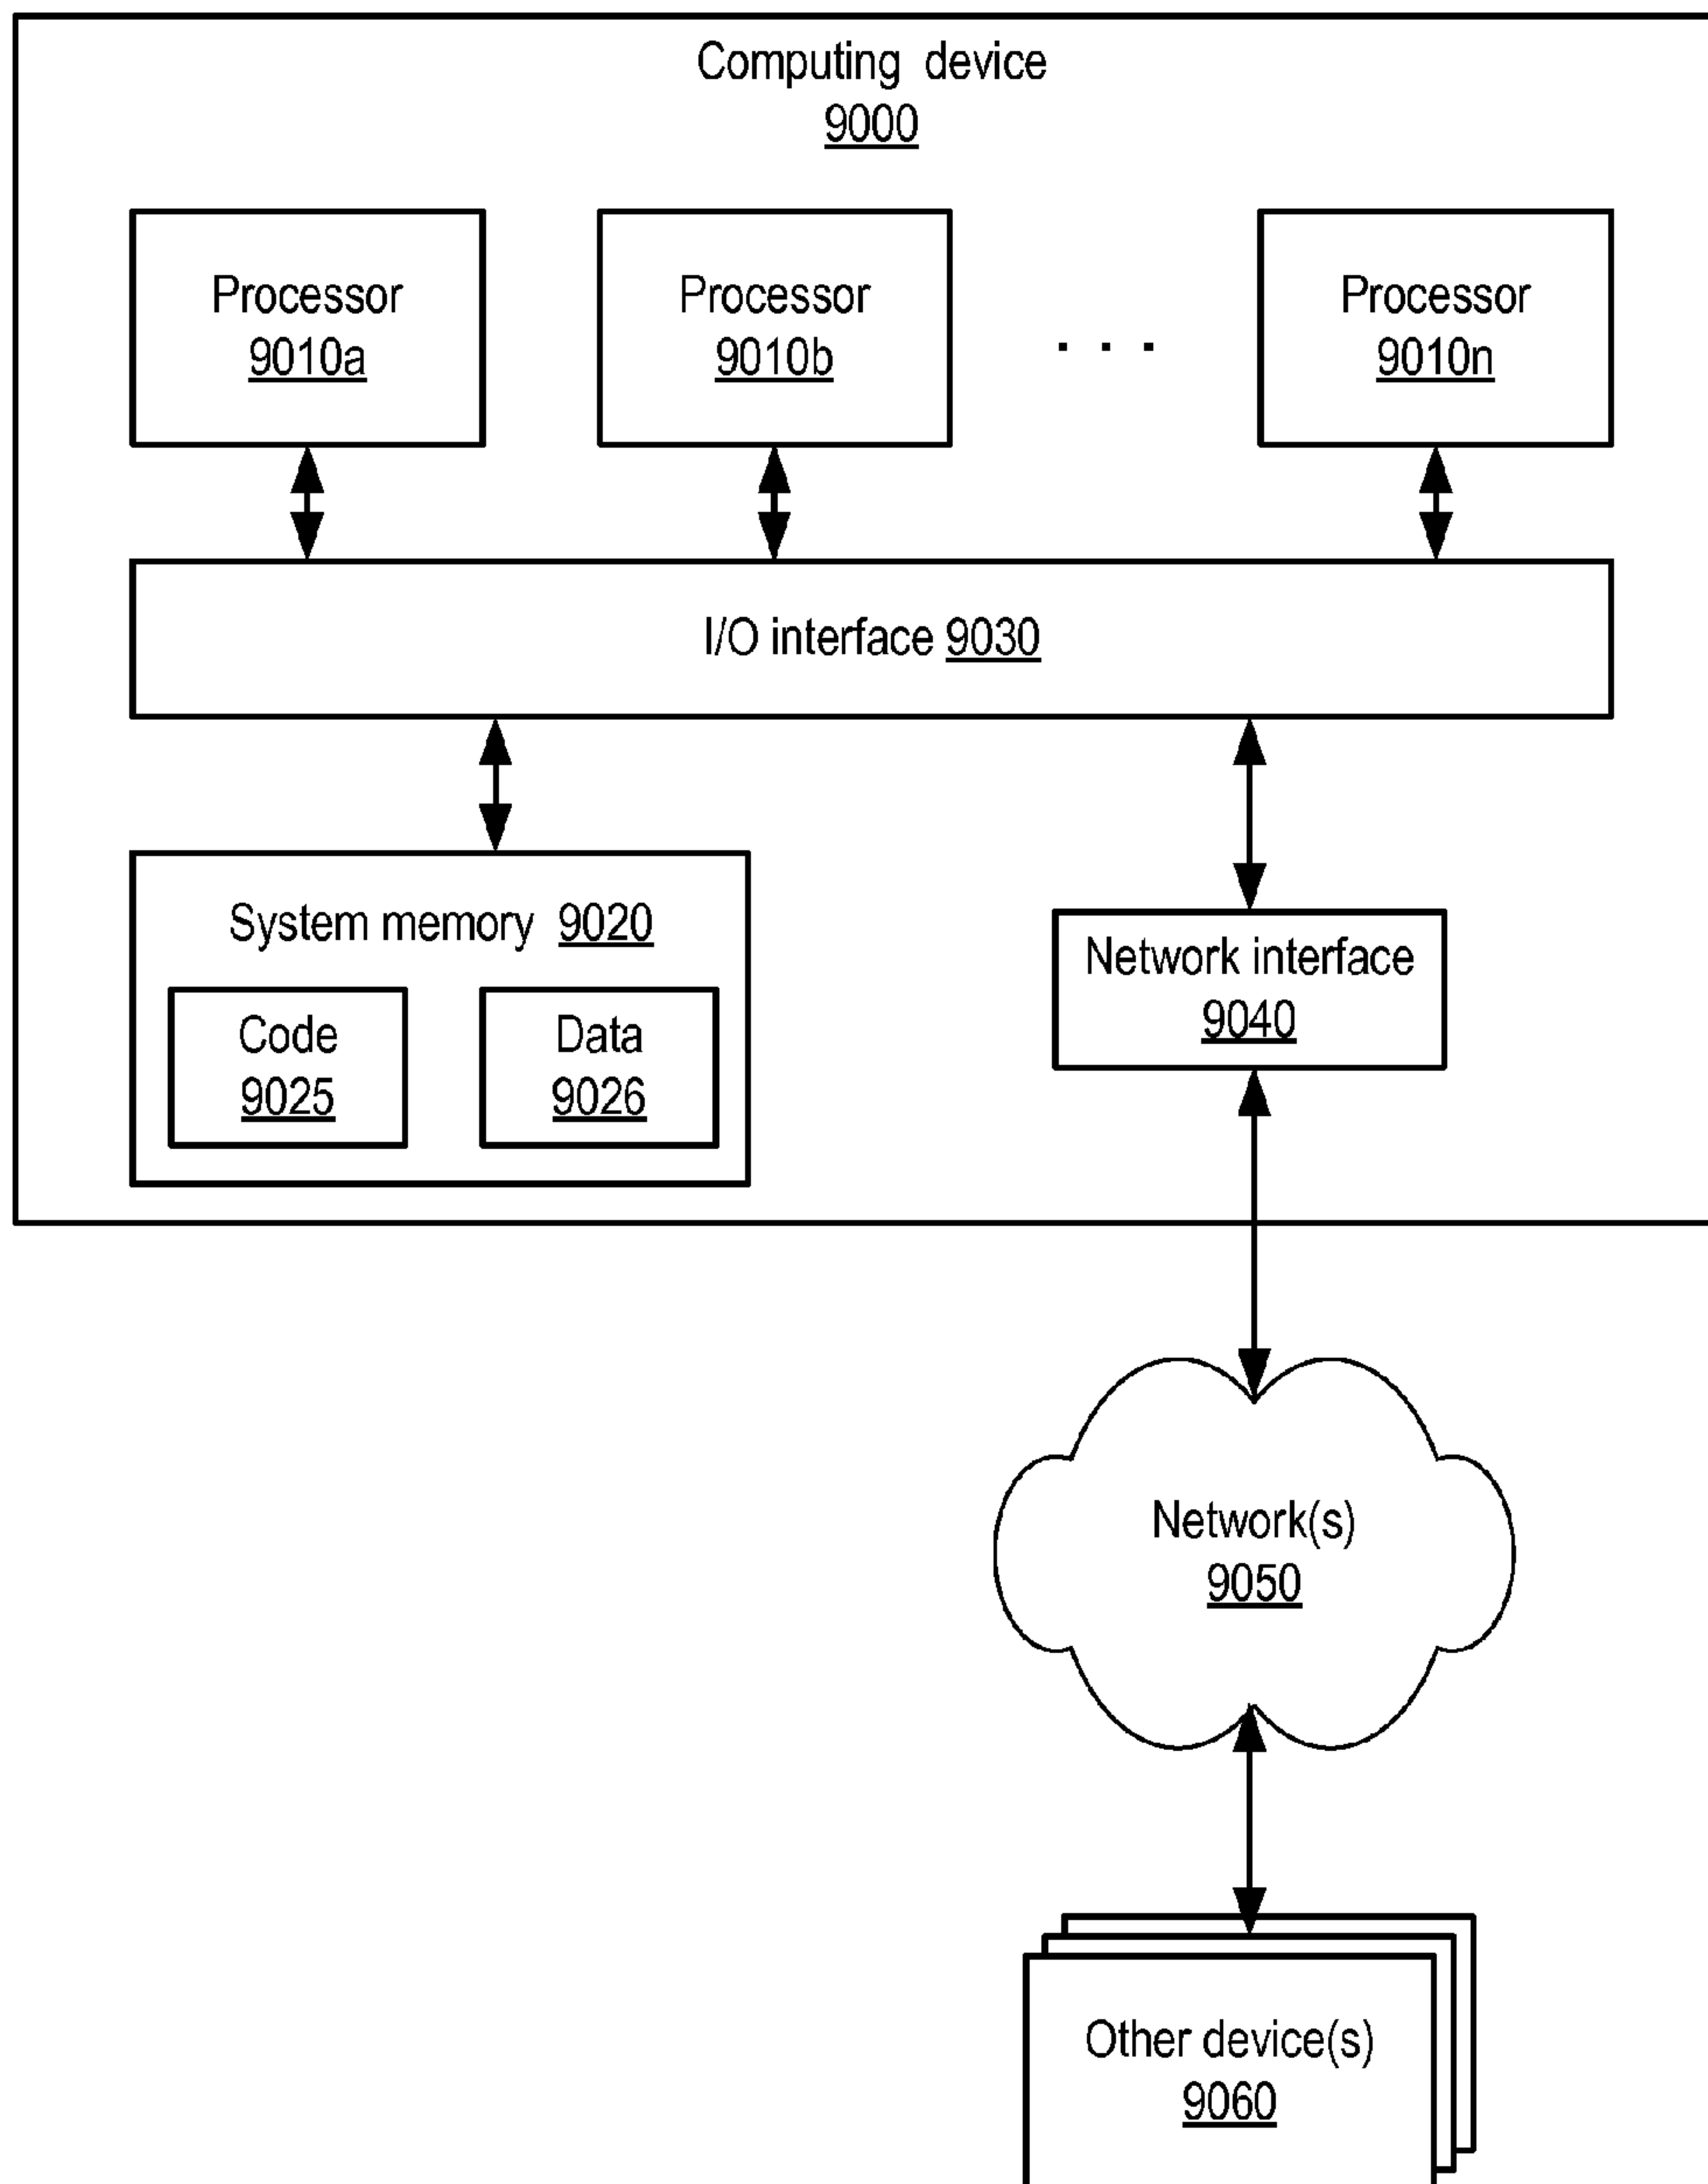 Computing device
9000
Processor
9010a
Processor
9010b
. . .
Processor
9010n
I/O interface 9030
System memory 9020
Code
9025
Data
9026
Network interface
9040
Network(s)
9050
Other device(s)
9060